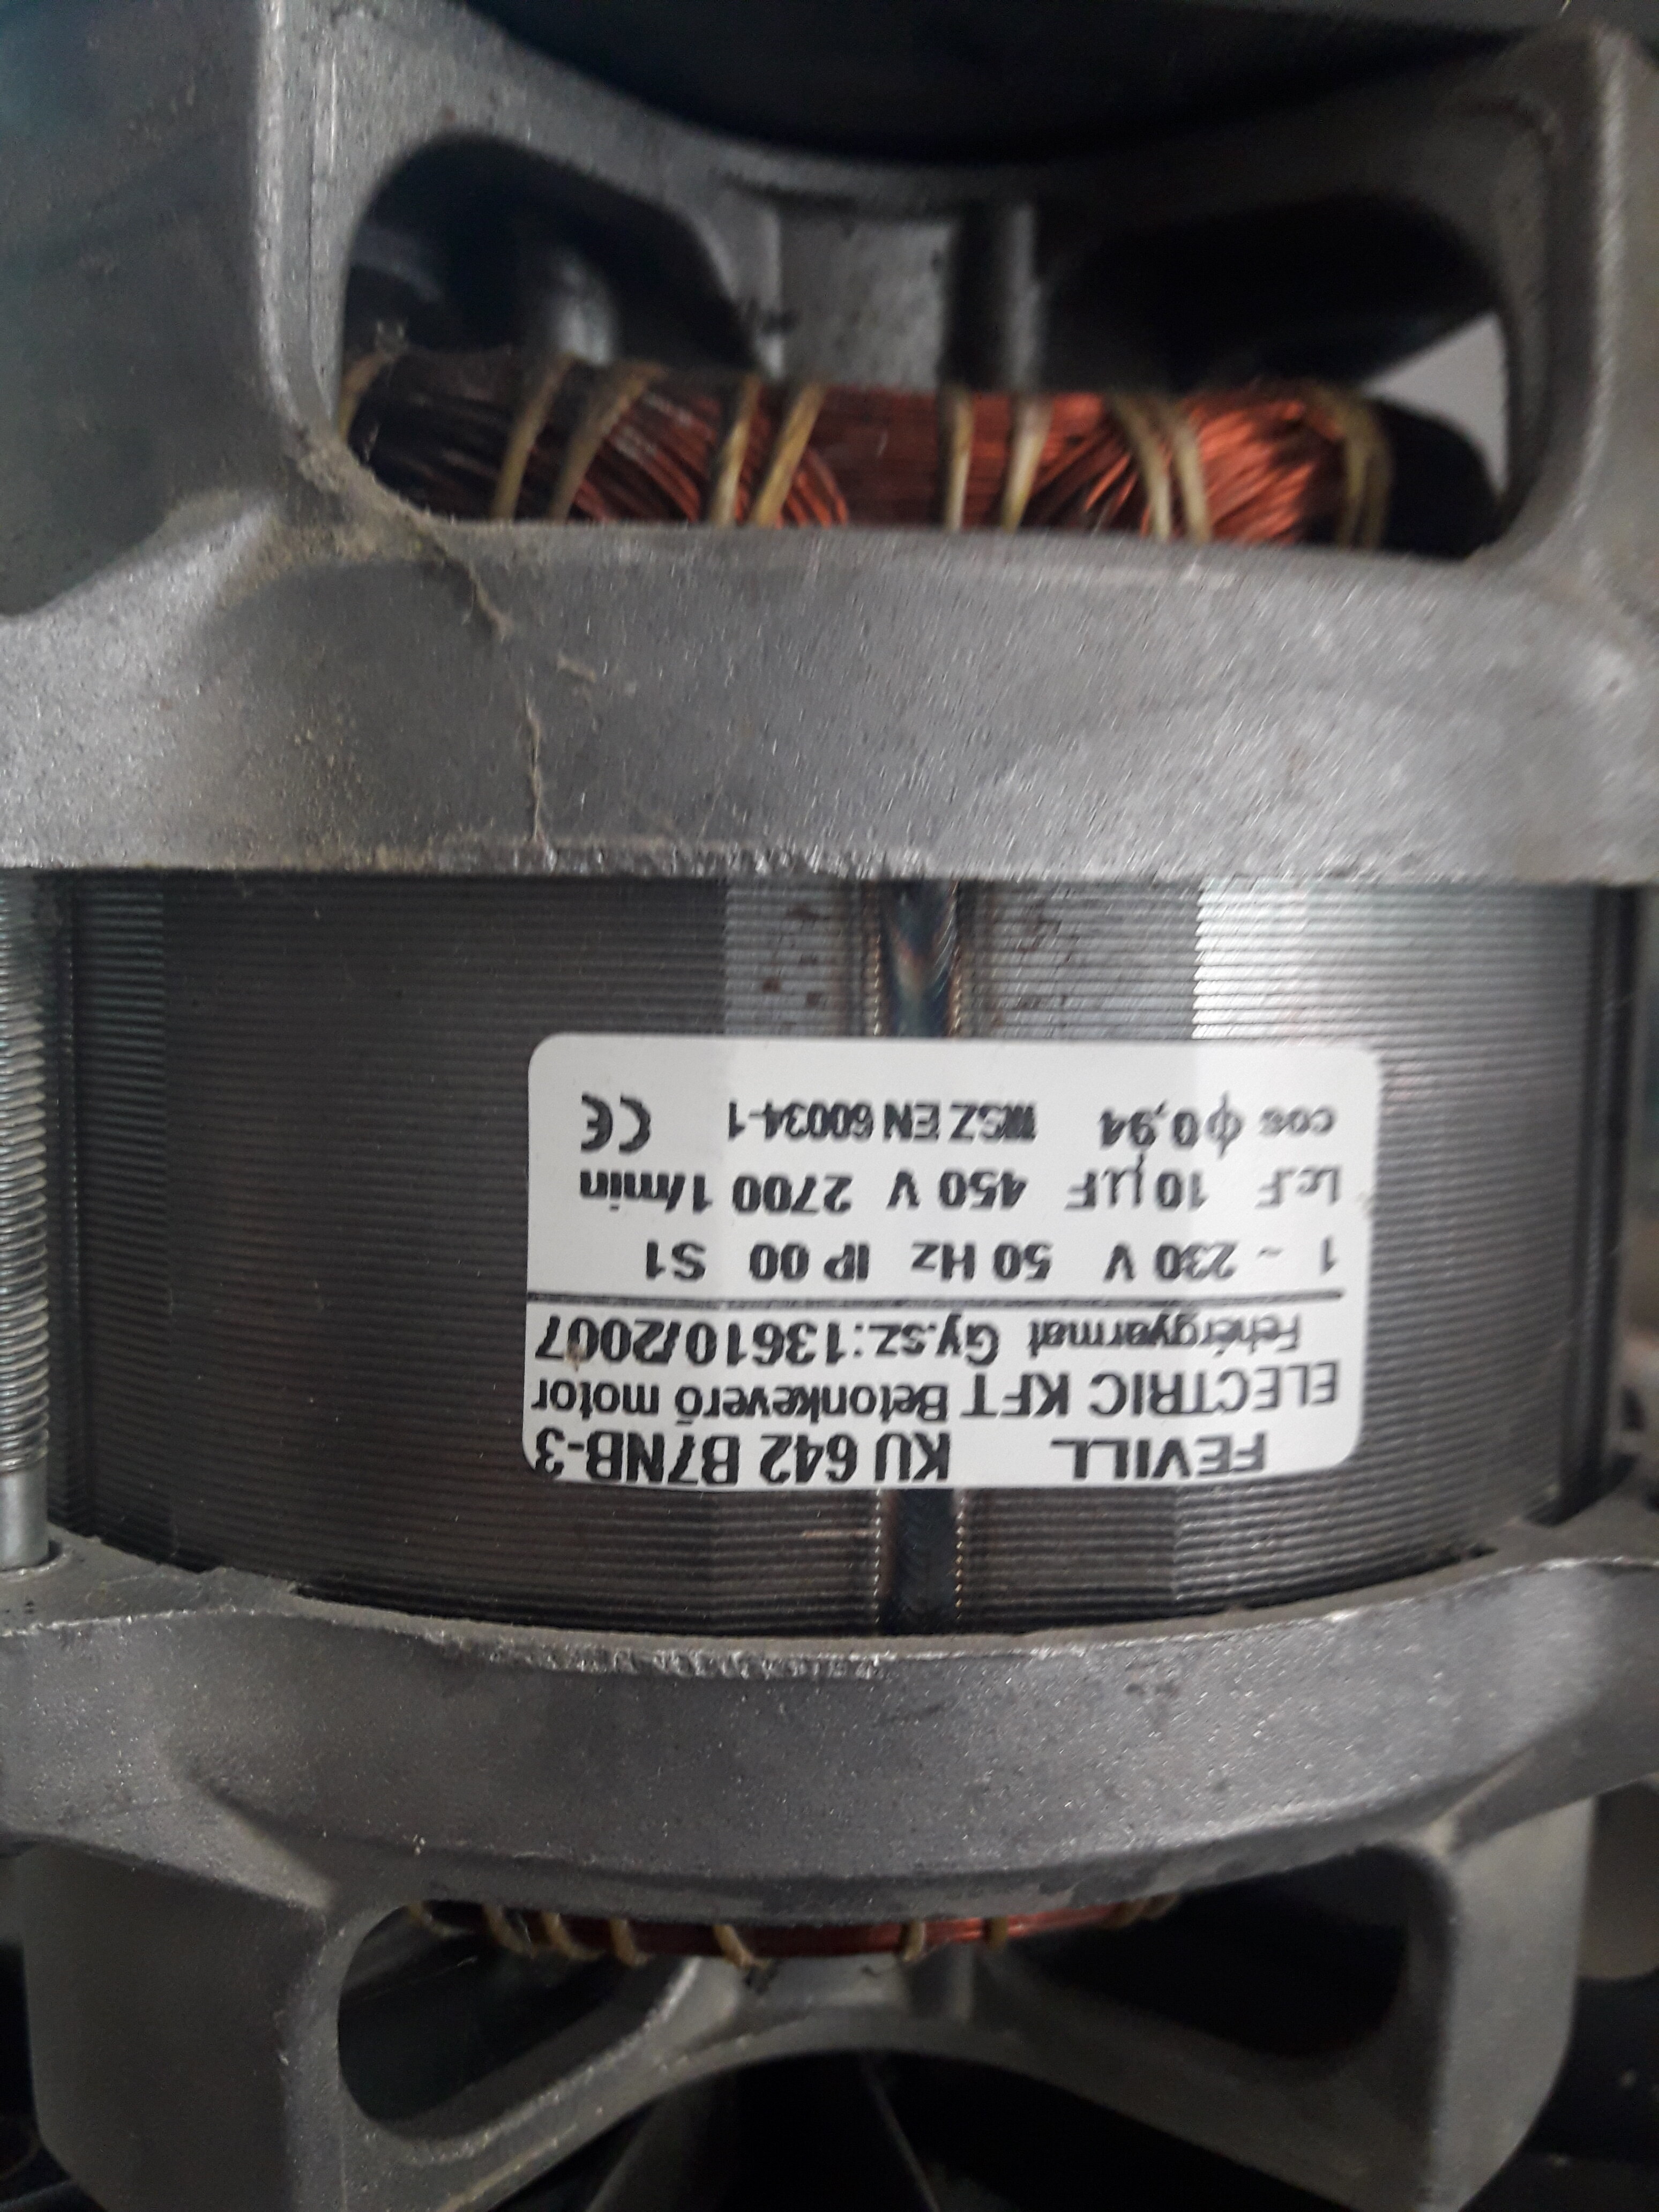 FEVILL KU 642 B7NB-3
ELECTRIC KFT Betonkeverő motor
Fehérgyarmat Gy.sz.:13610/2007
1 ~ 230 V 50 Hz IP 00 S1
I.c.F 10 µF 450 V 2700 1/min
cos ϕ 0,94 MSZ EN 60034-1 CE